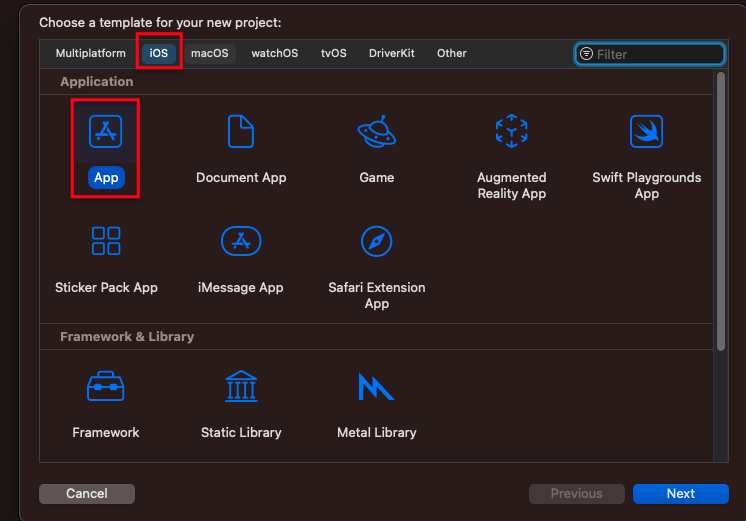 Choose a template for your new project:
Multiplatform iOS macOS watchOS tvOS DriverKit Other Filter
Application
App Document App Game Augmented Reality App Swift Playgrounds App
Sticker Pack App iMessage App Safari Extension App
Framework & Library
Framework Static Library Metal Library
Cancel Previous Next